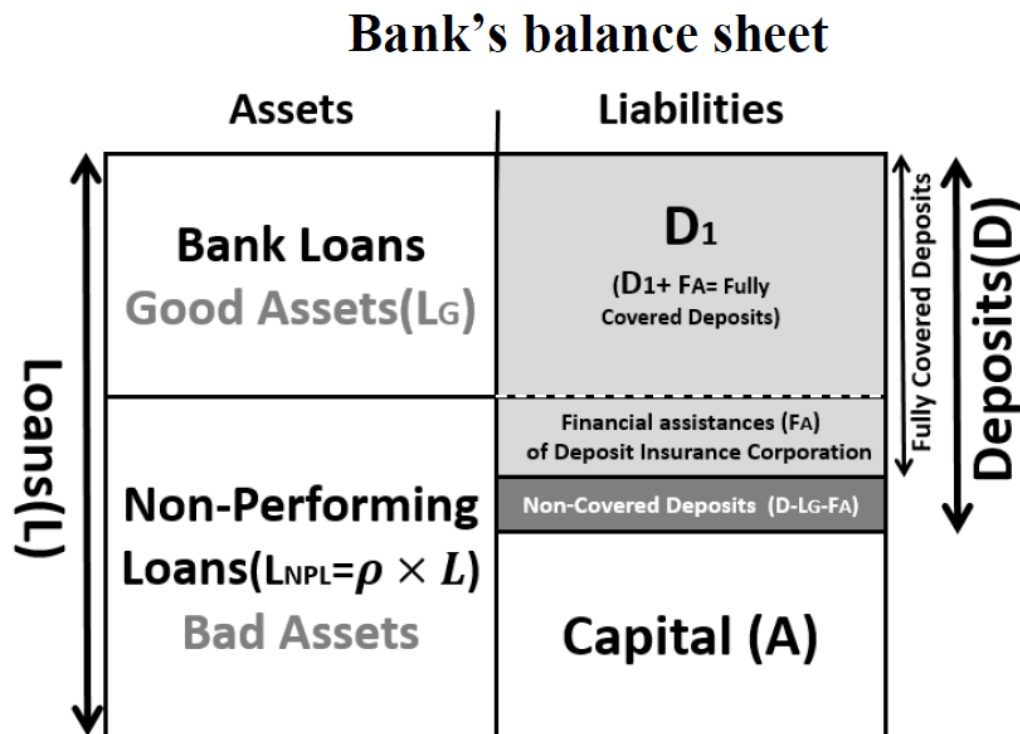 Bank's balance sheet
Assets
Liabilities
Loans(L)
Bank Loans
Good Assets(LG)
Non-Performing
Loans(LNPL=ρ × L)
Bad Assets
D1
(D1+ FA= Fully
Covered Deposits)
Financial assistances (FA)
of Deposit Insurance Corporation
Non-Covered Deposits (D-LG-FA)
Capital (A)
Fully Covered Deposits
Deposits(D)